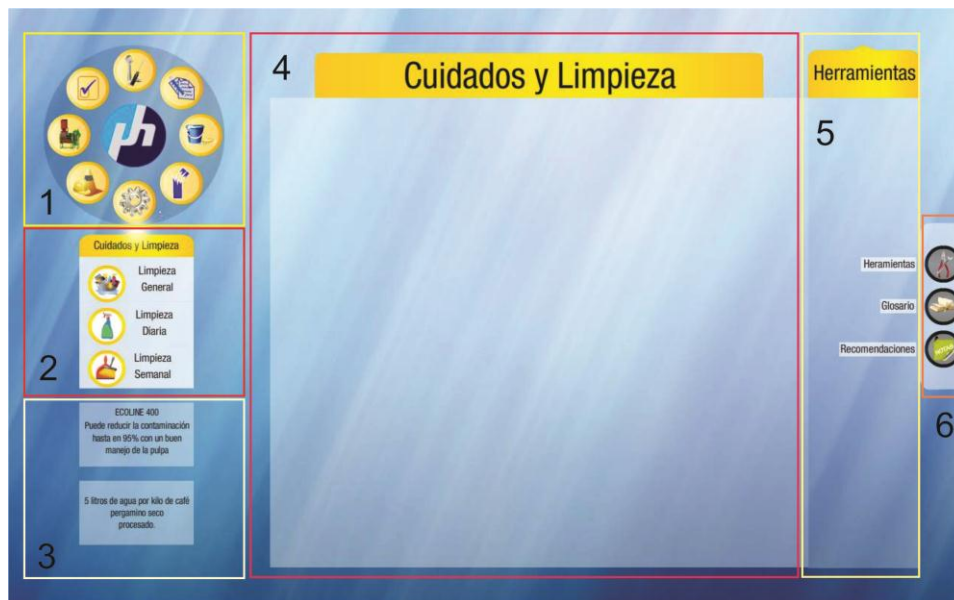 1
Cuidados y Limpieza
Limpieza
General
Limpieza
Diaria
Limpieza
Semanal
2
ECOLINE 400
Puede reducir la contaminación
hasta en 95% con un buen
manejo de la pulpa
5 litros de agua por kilo de café
pergamino seco
procesado.
3
4
Cuidados y Limpieza
Herramientas
5
Heramientas
Glosario
Recomendaciones
6